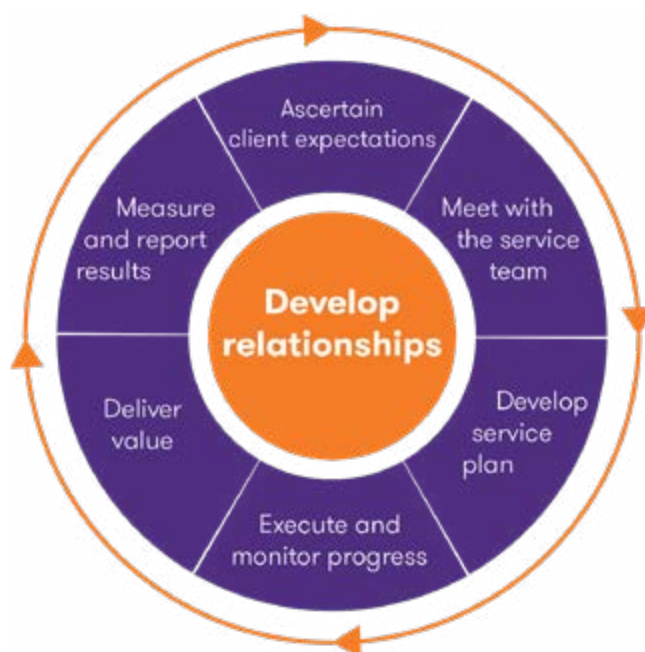 Ascertain
client expectations
Meet with
the service
team
Develop
service
plan
Execute and
monitor progress
Deliver
value
Measure
and report
results
Develop
relationships